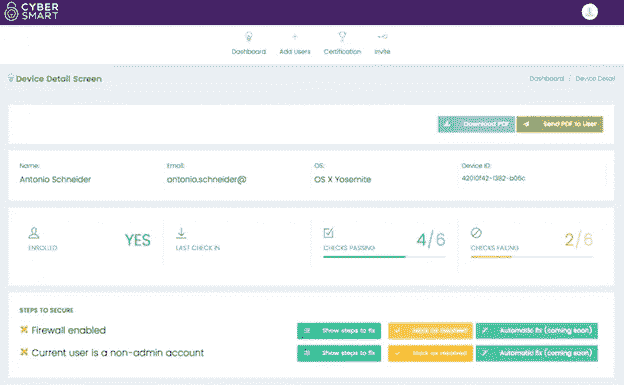 CYBER
SMART
Dashboard Add users Certification Invite
Device Detail Screen Dashboard / Device Detail
Download PDF Send PDF to User
Name: Email: OS: Device ID:
Antonio Schneider antonio.schneider@ OS X Yosemite
ENROLLED YES LAST CHECK IN CHECKS PASSING 4/6 CHECKS FAILING 2/6
STEPS TO SECURE
Firewall enabled Show steps to fix Mark as resolved Automatic fix (coming soon)
Current user is a non-admin account Show steps to fix Mark as resolved Automatic fix (coming soon)